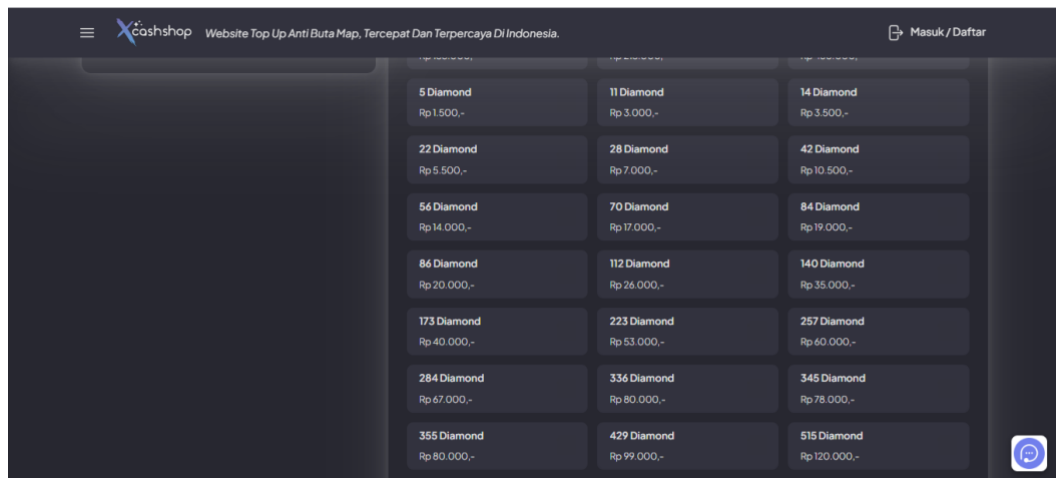 Xcashshop
Website Top Up Anti Buta Map, Tercepat Dan Terpercaya Di Indonesia.
Masuk / Daftar
5 Diamond
Rp 1.500,-
11 Diamond
Rp 3.000,-
14 Diamond
Rp 3.500,-
22 Diamond
Rp 5.500,-
28 Diamond
Rp 7.000,-
42 Diamond
Rp 10.500,-
56 Diamond
Rp 14.000,-
70 Diamond
Rp 17.000,-
84 Diamond
Rp 19.000,-
86 Diamond
Rp 20.000,-
112 Diamond
Rp 26.000,-
140 Diamond
Rp 35.000,-
173 Diamond
Rp 40.000,-
223 Diamond
Rp 53.000,-
257 Diamond
Rp 60.000,-
284 Diamond
Rp 67.000,-
336 Diamond
Rp 80.000,-
345 Diamond
Rp 78.000,-
355 Diamond
Rp 80.000,-
429 Diamond
Rp 99.000,-
515 Diamond
Rp 120.000,-